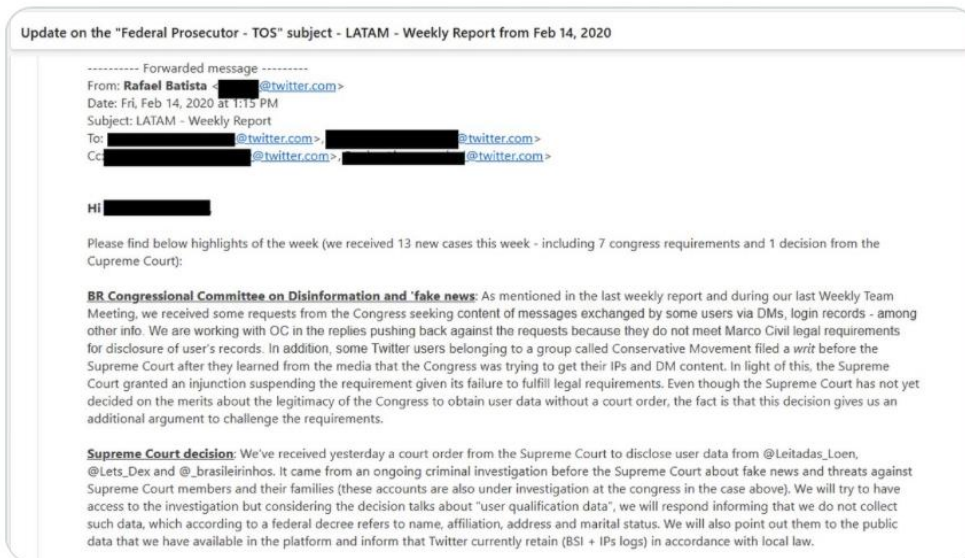 Update on the "Federal Prosecutor - TOS" subject - LATAM - Weekly Report from Feb 14, 2020
---------- Forwarded message ---------
From: Rafael Batista < @twitter.com>
Date: Fri, Feb 14, 2020 at 1:15 PM
Subject: LATAM - Weekly Report
To: @twitter.com>, @twitter.com>
Cc: @twitter.com>, @twitter.com>
Hi ,
Please find below highlights of the week (we received 13 new cases this week - including 7 congress requirements and 1 decision from the
Cupreme Court):
BR Congressional Committee on Disinformation and 'fake news: As mentioned in the last weekly report and during our last Weekly Team
Meeting, we received some requests from the Congress seeking content of messages exchanged by some users via DMs, login records - among
other info. We are working with OC in the replies pushing back against the requests because they do not meet Marco Civil legal requirements
for disclosure of user's records. In addition, some Twitter users belonging to a group called Conservative Movement filed a writ before the
Supreme Court after they learned from the media that the Congress was trying to get their IPs and DM content. In light of this, the Supreme
Court granted an injunction suspending the requirement given its failure to fulfill legal requirements. Even though the Supreme Court has not yet
decided on the merits about the legitimacy of the Congress to obtain user data without a court order, the fact is that this decision gives us an
additional argument to challenge the requirements.
Supreme Court decision: We've received yesterday a court order from the Supreme Court to disclose user data from @Leitadas_Loen,
@Lets_Dex and @_brasileirinhos. It came from an ongoing criminal investigation before the Supreme Court about fake news and threats against
Supreme Court members and their families (these accounts are also under investigation at the congress in the case above). We will try to have
access to the investigation but considering the decision talks about "user qualification data", we will respond informing that we do not collect
such data, which according to a federal decree refers to name, affiliation, address and marital status. We will also point out them to the public
data that we have available in the platform and inform that Twitter currently retain (BSI + IPs logs) in accordance with local law.